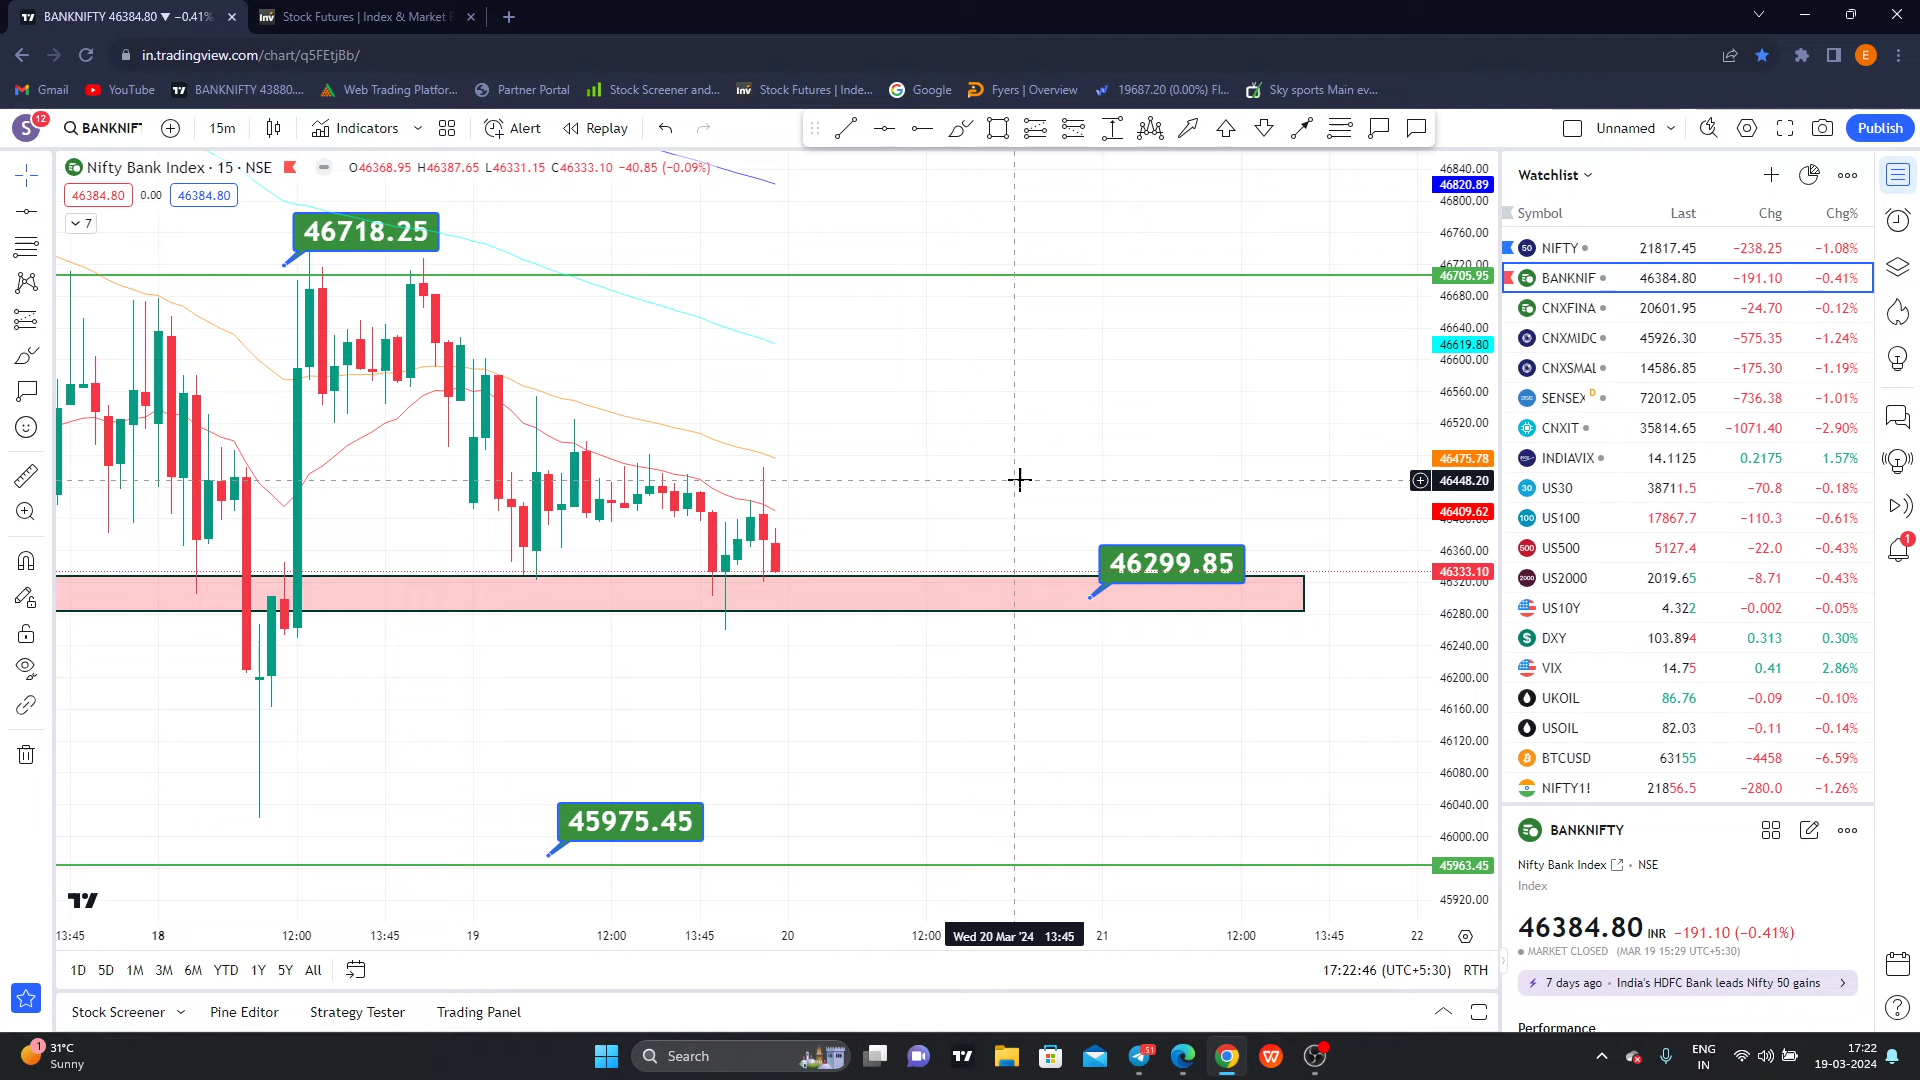 BANKNIFTY 46384.80 ▼ −0.41%
Stock Futures | Index & Market
in.tradingview.com/chart/q5FEtjBb/
E
Gmail
YouTube
BANKNIFTY 43880....
Web Trading Platfor...
Partner Portal
Stock Screener and...
Stock Futures | Inde...
Google
Fyers | Overview
19687.20 (0.00%) Fl...
Sky sports Main ev...
S 12
BANKNIF
15m
Indicators
Alert
Replay
Unnamed
Publish
Nifty Bank Index · 15 · NSE
O46368.95 H46387.65 L46331.15 C46333.10 −40.85 (−0.09%)
46384.80 0.00 46384.80
7
46718.25
46299.85
45975.45
46840.00
46820.89
46800.00
46760.00
46720.00
46705.95
46680.00
46640.00
46619.80
46600.00
46560.00
46520.00
46475.78
46448.20
46409.62
46400.00
46360.00
46333.10
46320.00
46280.00
46240.00
46200.00
46160.00
46120.00
46080.00
46040.00
46000.00
45963.45
45920.00
13:45 18 12:00 13:45 19 12:00 13:45 20 12:00 Wed 20 Mar '24 13:45 21 12:00 13:45 22
1D 5D 1M 3M 6M YTD 1Y 5Y All
17:22:46 (UTC+5:30) RTH
Stock Screener
Pine Editor
Strategy Tester
Trading Panel
Watchlist
Symbol Last Chg Chg%
NIFTY 21817.45 −238.25 −1.08%
BANKNIF 46384.80 −191.10 −0.41%
CNXFINA 20601.95 −24.70 −0.12%
CNXMIDC 45926.30 −575.35 −1.24%
CNXSMAL 14586.85 −175.30 −1.19%
SENSEX D 72012.05 −736.38 −1.01%
CNXIT 35814.65 −1071.40 −2.90%
INDIAVIX 14.1125 0.2175 1.57%
US30 38711.5 −70.8 −0.18%
US100 17867.7 −110.3 −0.61%
US500 5127.4 −22.0 −0.43%
US2000 2019.65 −8.71 −0.43%
US10Y 4.322 −0.002 −0.05%
DXY 103.894 0.313 0.30%
VIX 14.75 0.41 2.86%
UKOIL 86.76 −0.09 −0.10%
USOIL 82.03 −0.11 −0.14%
BTCUSD 63155 −4458 −6.59%
NIFTY1! 21856.5 −280.0 −1.26%
BANKNIFTY
Nifty Bank Index · NSE
Index
46384.80 INR −191.10 (−0.41%)
MARKET CLOSED (MAR 19 15:29 UTC+5:30)
7 days ago · India's HDFC Bank leads Nifty 50 gains
Performance
1
31°C
Sunny
Search
51
ENG
IN
17:22
19-03-2024